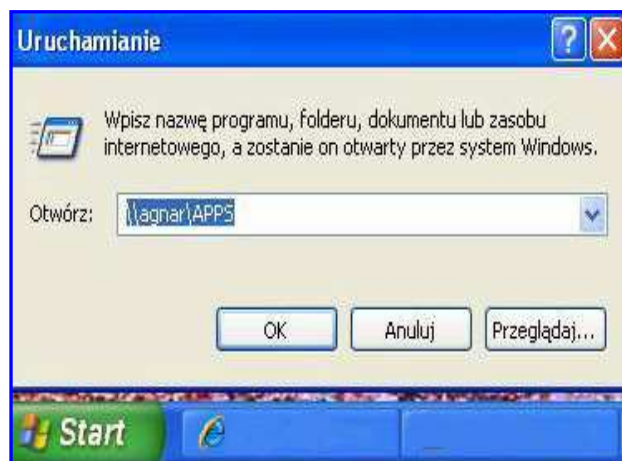 Uruchamianie
Wpisz nazwę programu, folderu, dokumentu lub zasobu
internetowego, a zostanie on otwarty przez system Windows.
Otwórz: \\agnar\APPS
OK Anuluj Przeglądaj...
Start